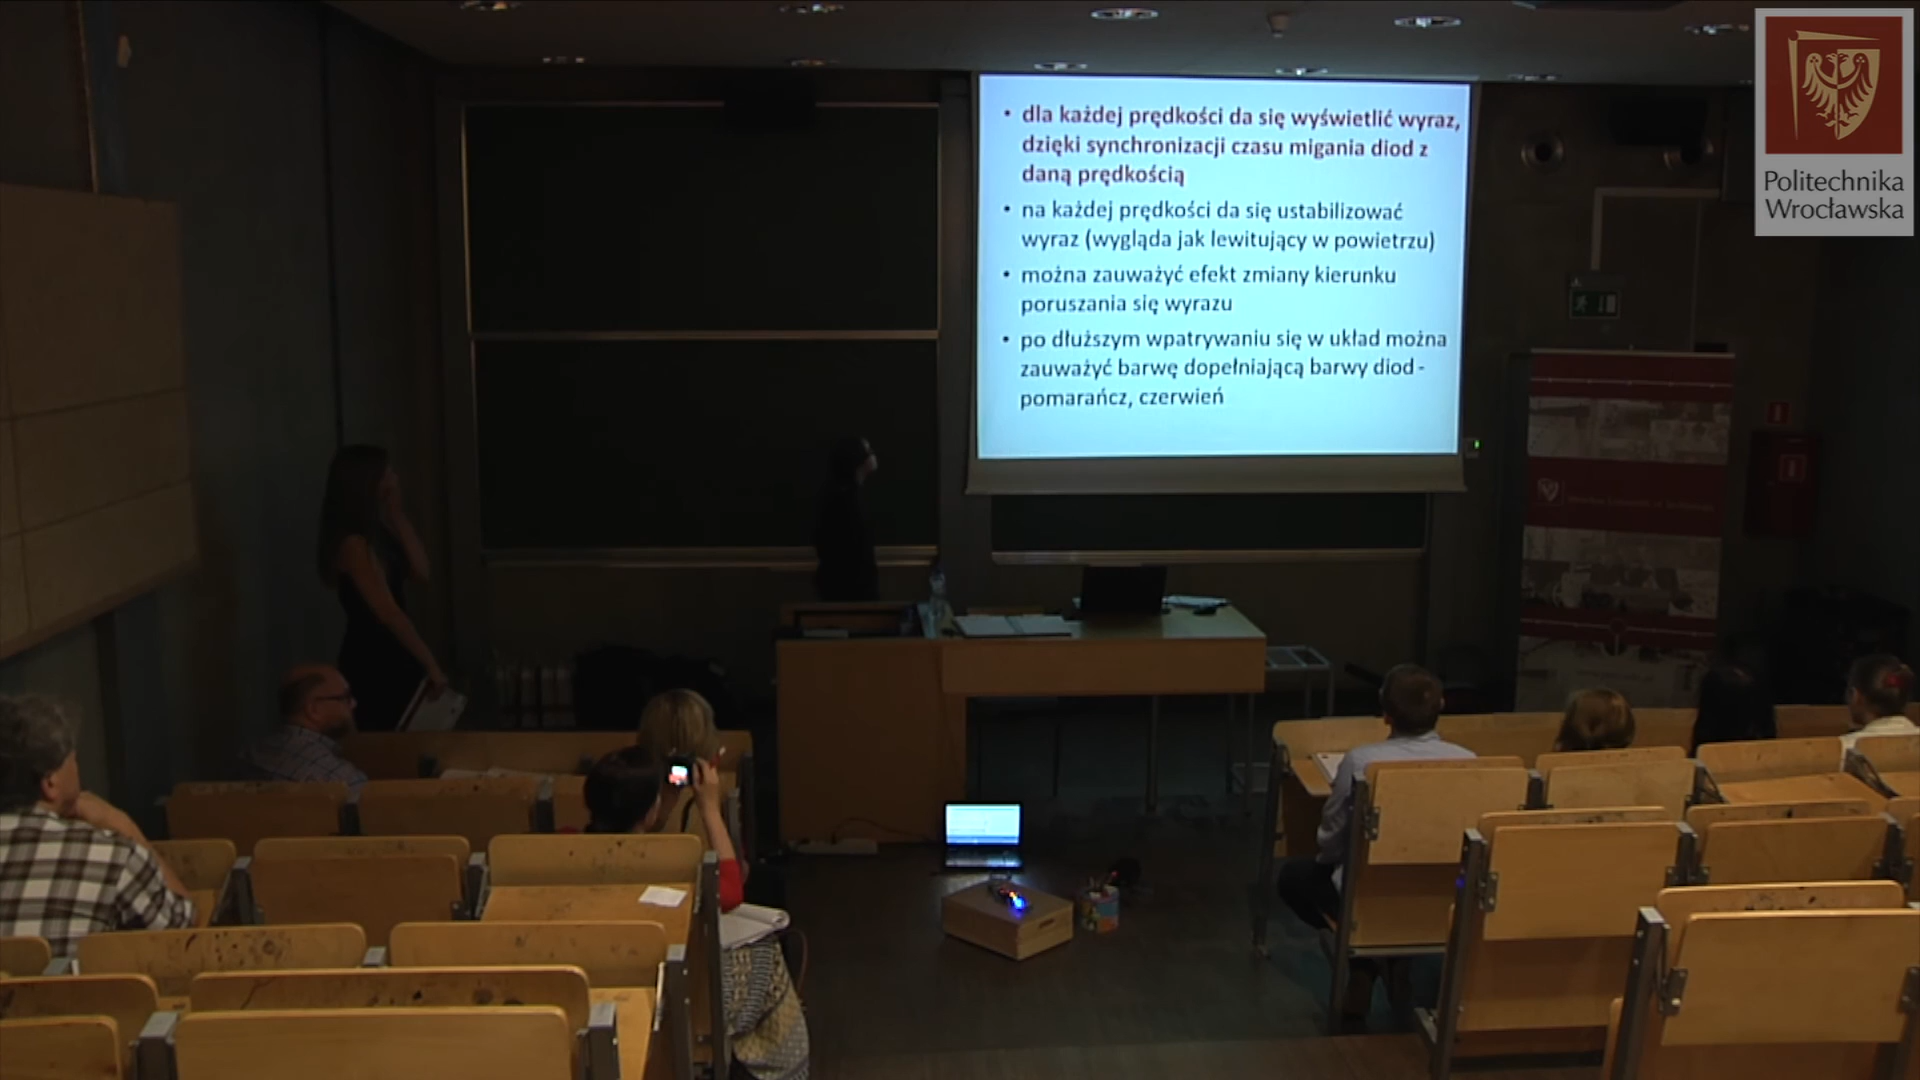 • dla każdej prędkości da się wyświetlić wyraz,
dzięki synchronizacji czasu migania diod z
daną prędkością
• na każdej prędkości da się ustabilizować
wyraz (wygląda jak lewitujący w powietrzu)
• można zauważyć efekt zmiany kierunku
poruszania się wyrazu
• po dłuższym wpatrywaniu się w układ można
zauważyć barwę dopełniającą barwy diod -
pomarańcz, czerwień
Politechnika
Wrocławska